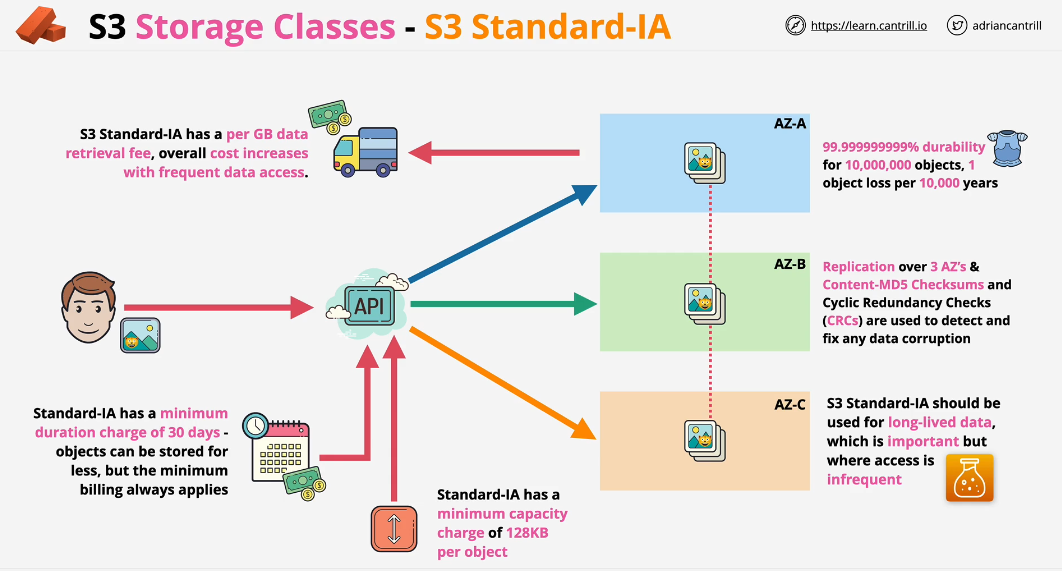 S3 Storage Classes - S3 Standard-IA
https://learn.cantrill.io
adriancantrill
S3 Standard-IA has a per GB data
retrieval fee, overall cost increases
with frequent data access.
AZ-A
99.999999999% durability
for 10,000,000 objects, 1
object loss per 10,000 years
API
AZ-B
Replication over 3 AZ's &
Content-MD5 Checksums and
Cyclic Redundancy Checks
(CRCs) are used to detect and
fix any data corruption
Standard-IA has a minimum
duration charge of 30 days -
objects can be stored for
less, but the minimum
billing always applies
Standard-IA has a
minimum capacity
charge of 128KB
per object
AZ-C
S3 Standard-IA should be
used for long-lived data,
which is important but
where access is
infrequent